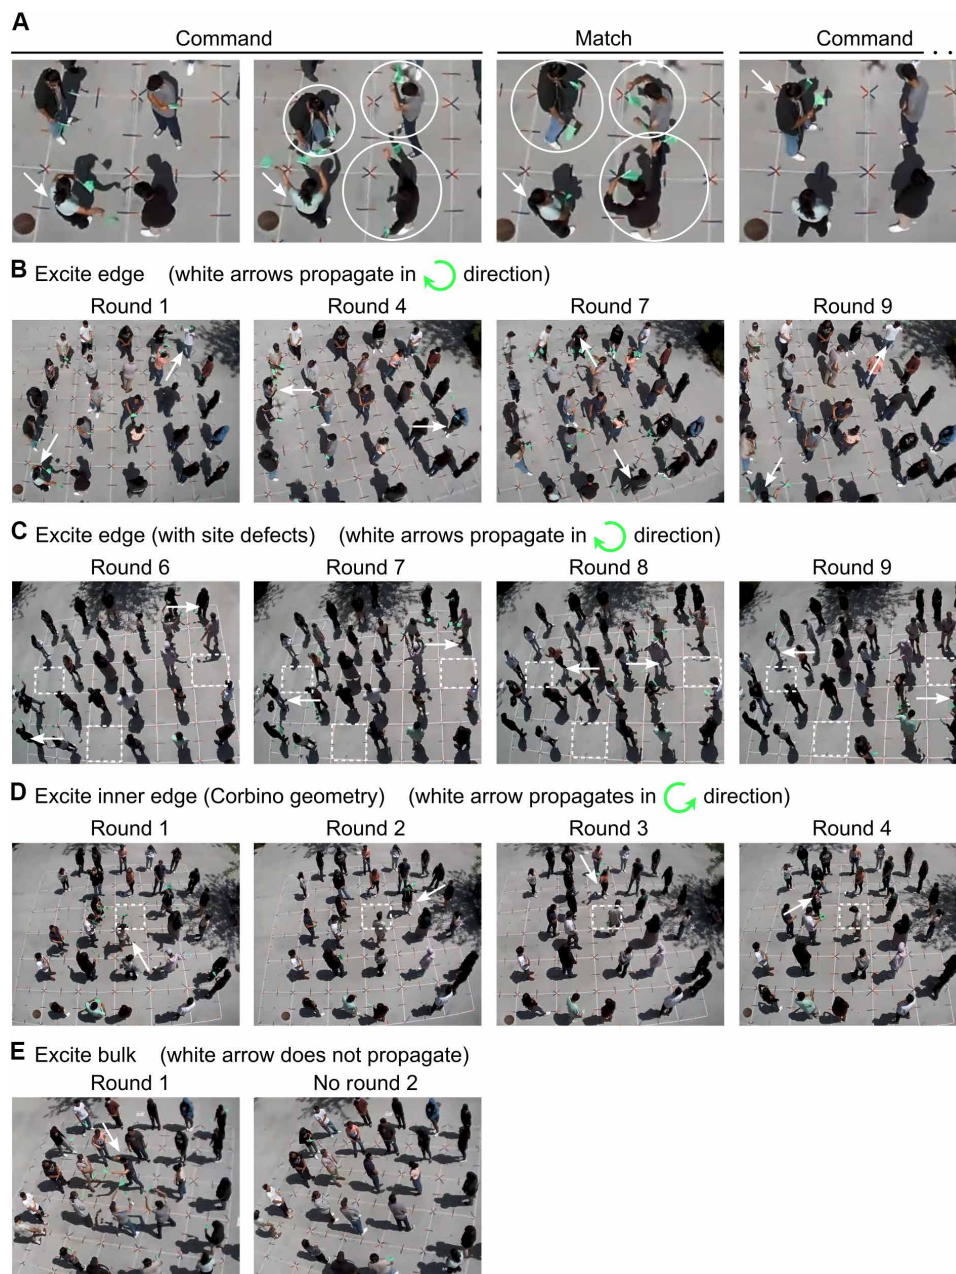 A
Command Match Command . . .
B Excite edge (white arrows propagate in direction)
Round 1 Round 4 Round 7 Round 9
C Excite edge (with site defects) (white arrows propagate in direction)
Round 6 Round 7 Round 8 Round 9
D Excite inner edge (Corbino geometry) (white arrow propagates in direction)
Round 1 Round 2 Round 3 Round 4
E Excite bulk (white arrow does not propagate)
Round 1 No round 2